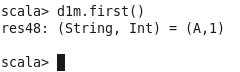 scala> d1m.first()
res48: (String, Int) = (A,1)
scala>